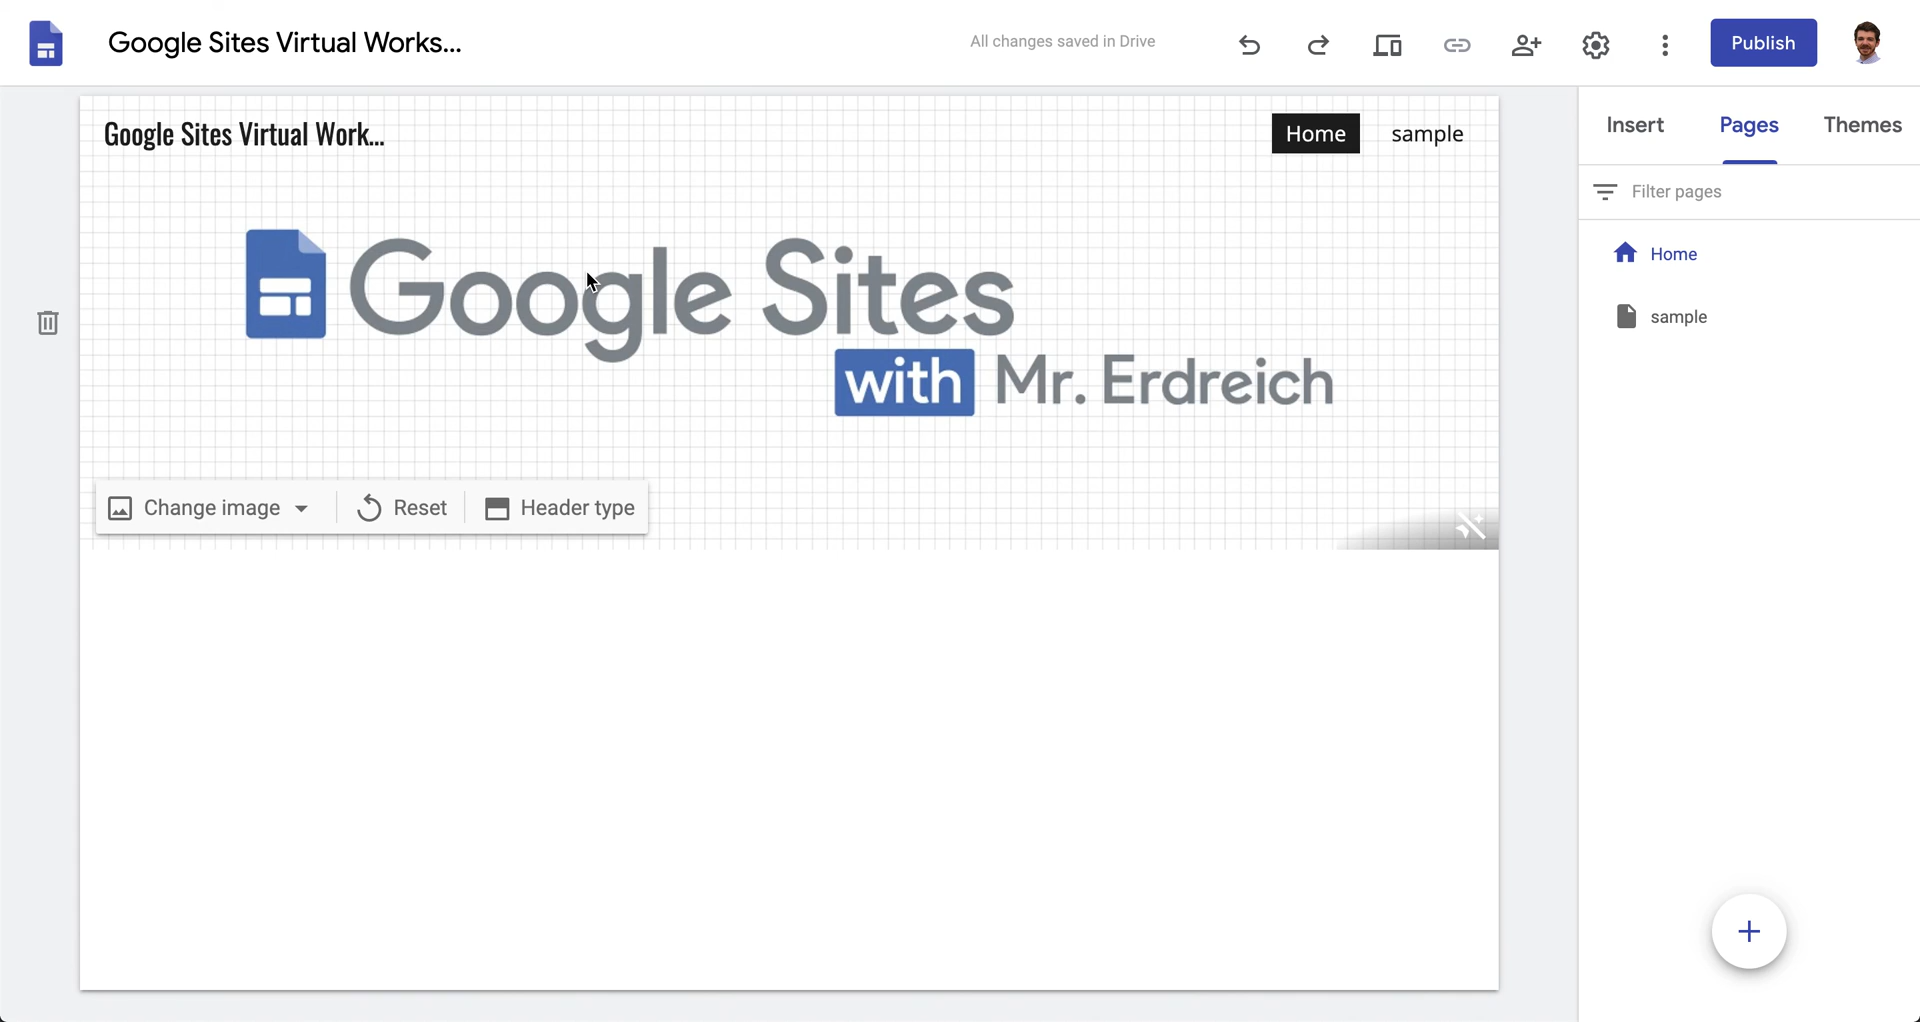 Google Sites Virtual Works...
All changes saved in Drive
Publish
Insert
Pages
Themes
Google Sites Virtual Work...
Home
sample
Filter pages
Home
sample
Google Sites
with Mr. Erdreich
Change image
Reset
Header type